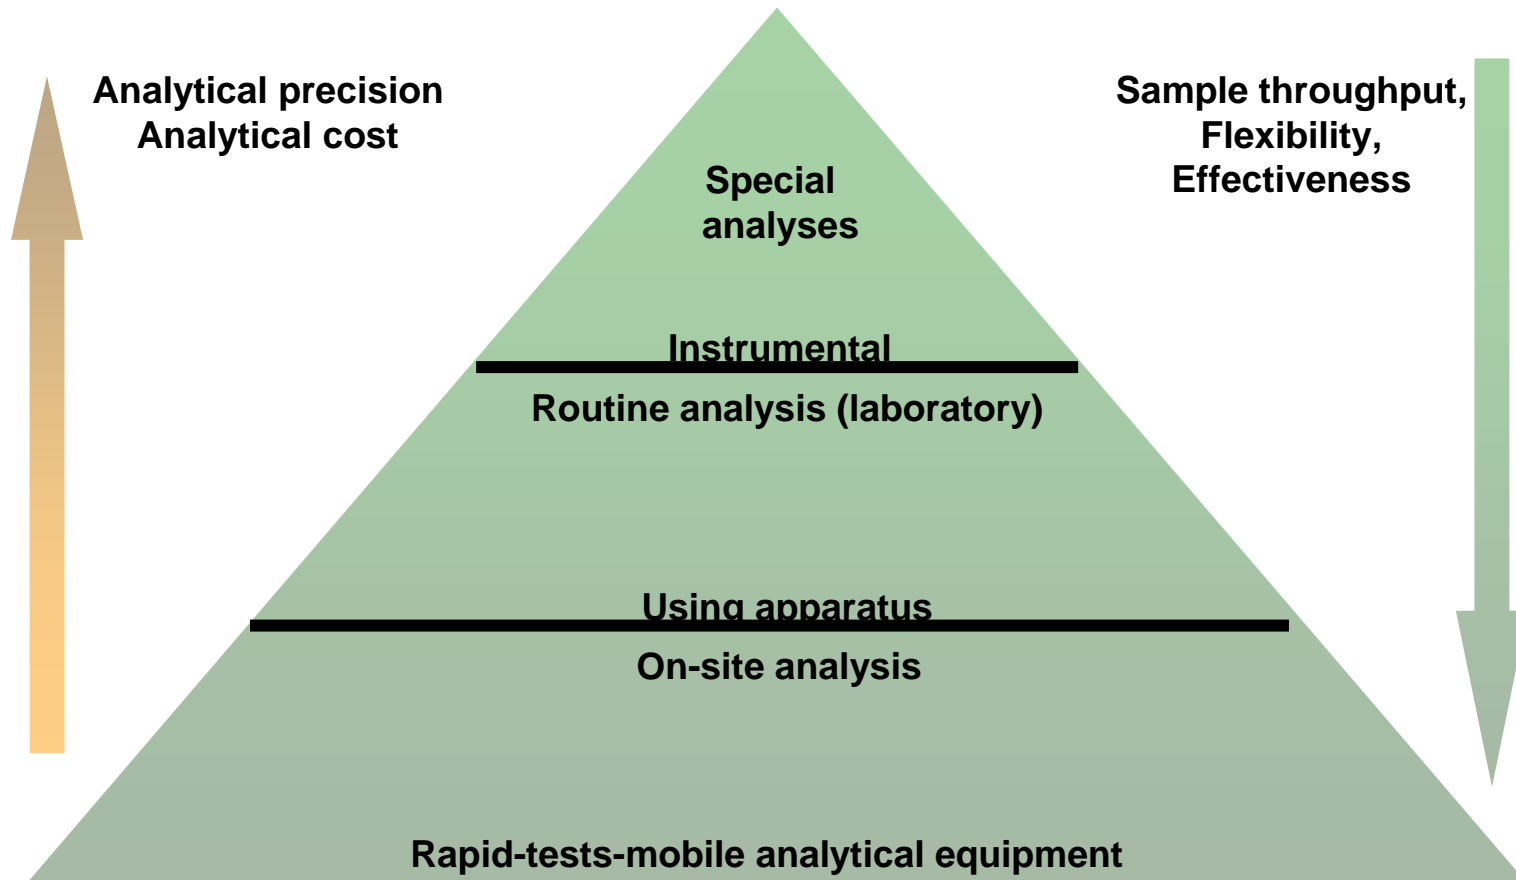 Analytical precision
Analytical cost
Sample throughput,
Flexibility,
Effectiveness
Special
analyses
Instrumental
Routine analysis (laboratory)
Using apparatus
On-site analysis
Rapid-tests-mobile analytical equipment